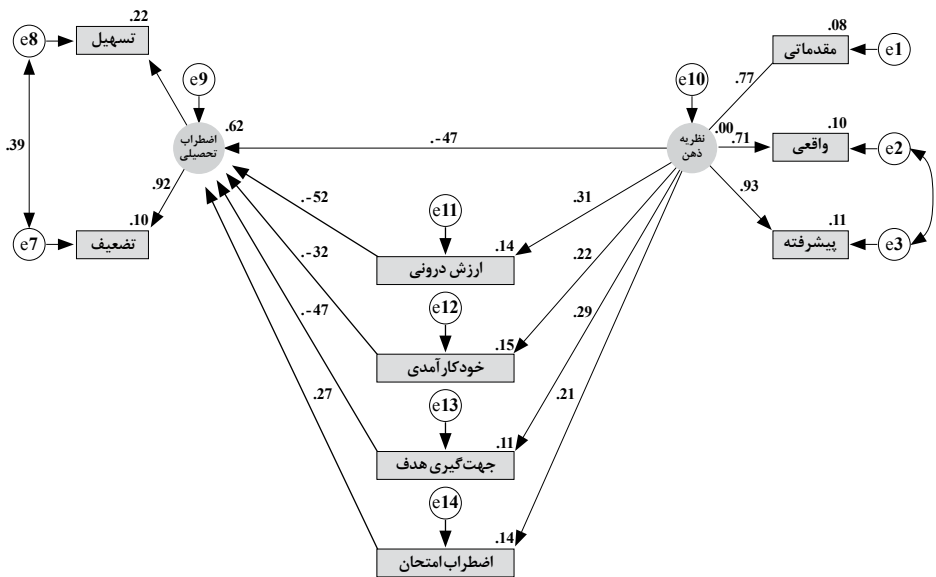 .22
e8
تسهیل
.08
مقدماتی
e1
e9
e10
.77
.62
اضطراب
تحصیلی
.-47
.00
نظریه
ذهن
.71
.10
واقعی
e2
.39
.92
.93
.10
e7
تضعیف
.11
پیشرفته
e3
.-52
.31
e11
.14
ارزش درونی
.-32
.22
e12
.15
خودکارآمدی
.-47
.29
e13
.11
جهت‌گیری هدف
.27
.21
e14
.14
اضطراب امتحان